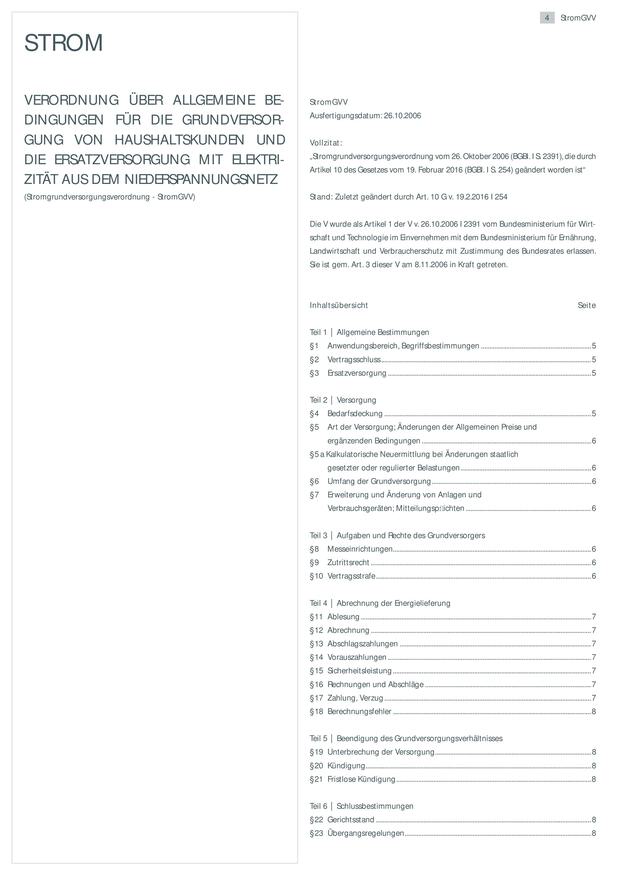 4 StromGVV
STROM
VERORDNUNG ÜBER ALLGEMEINE BE-
DINGUNGEN FÜR DIE GRUNDVERSOR-
GUNG VON HAUSHALTSKUNDEN UND
DIE ERSATZVERSORGUNG MIT ELEKTRI-
ZITÄT AUS DEM NIEDERSPANNUNGSNETZ
(Stromgrundversorgungsverordnung - StromGVV)
StromGVV
Ausfertigungsdatum: 26.10.2006
Vollzitat:
„Stromgrundversorgungsverordnung vom 26. Oktober 2006 (BGBl. I S. 2391), die durch
Artikel 10 des Gesetzes vom 19. Februar 2016 (BGBl. I S. 254) geändert worden ist“
Stand: Zuletzt geändert durch Art. 10 G v. 19.2.2016 I 254
Die V wurde als Artikel 1 der V v. 26.10.2006 I 2391 vom Bundesministerium für Wirt-
schaft und Technologie im Einvernehmen mit dem Bundesministerium für Ernährung,
Landwirtschaft und Verbraucherschutz mit Zustimmung des Bundesrates erlassen.
Sie ist gem. Art. 3 dieser V am 8.11.2006 in Kraft getreten.
Inhaltsübersicht Seite
Teil 1 | Allgemeine Bestimmungen
§1 Anwendungsbereich, Begriffsbestimmungen 5
§2 Vertragsschluss 5
§3 Ersatzversorgung 5
Teil 2 | Versorgung
§4 Bedarfsdeckung 5
§5 Art der Versorgung; Änderungen der Allgemeinen Preise und
ergänzenden Bedingungen 6
§5a Kalkulatorische Neuermittlung bei Änderungen staatlich
gesetzter oder regulierter Belastungen 6
§6 Umfang der Grundversorgung 6
§7 Erweiterung und Änderung von Anlagen und
Verbrauchsgeräten; Mitteilungspflichten 6
Teil 3 | Aufgaben und Rechte des Grundversorgers
§8 Messeinrichtungen 6
§9 Zutrittsrecht 6
§10 Vertragsstrafe 6
Teil 4 | Abrechnung der Energielieferung
§11 Ablesung 7
§12 Abrechnung 7
§13 Abschlagszahlungen 7
§14 Vorauszahlungen 7
§15 Sicherheitsleistung 7
§16 Rechnungen und Abschläge 7
§17 Zahlung, Verzug 7
§18 Berechnungsfehler 8
Teil 5 | Beendigung des Grundversorgungsverhältnisses
§19 Unterbrechung der Versorgung 8
§20 Kündigung 8
§21 Fristlose Kündigung 8
Teil 6 | Schlussbestimmungen
§22 Gerichtsstand 8
§23 Übergangsregelungen 8